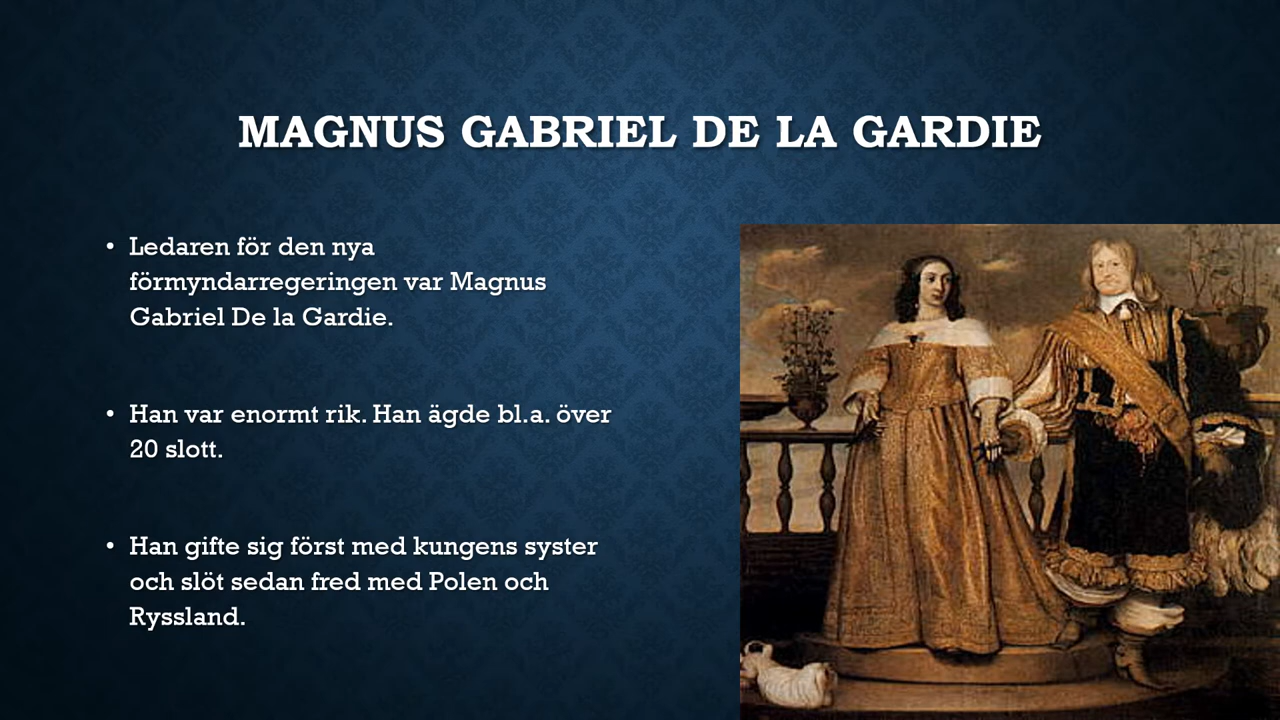 MAGNUS GABRIEL DE LA GARDIE
• Ledaren för den nya
förmyndarregeringen var Magnus
Gabriel De la Gardie.
• Han var enormt rik. Han ägde bl.a. över
20 slott.
• Han gifte sig först med kungens syster
och slöt sedan fred med Polen och
Ryssland.